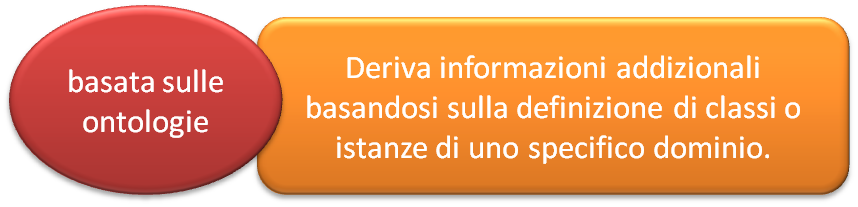 basata sulle
ontologie
Deriva informazioni addizionali
basandosi sulla definizione di classi o
istanze di uno specifico dominio.